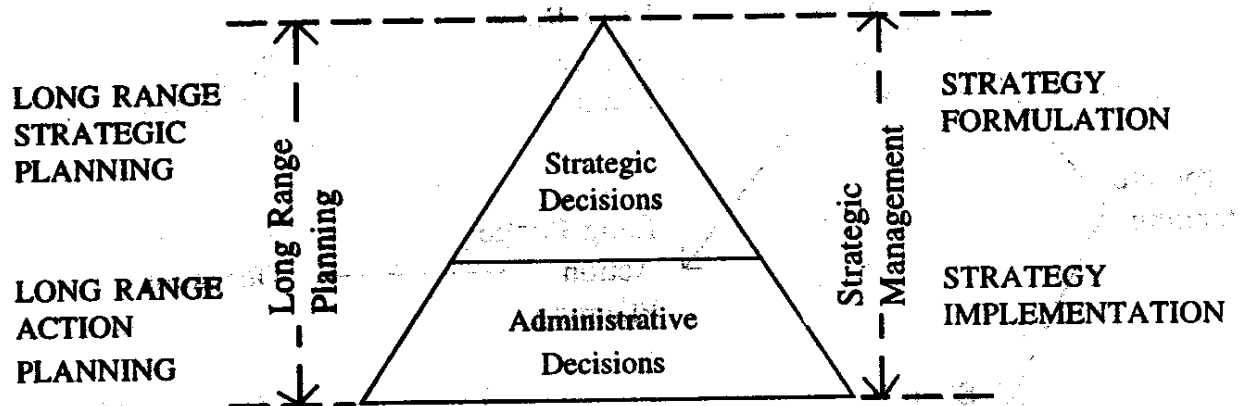 LONG RANGE
STRATEGIC
PLANNING
LONG RANGE
ACTION
PLANNING
Long Range
Planning
Strategic
Decisions
Administrative
Decisions
Strategic
Management
STRATEGY
FORMULATION
STRATEGY
IMPLEMENTATION